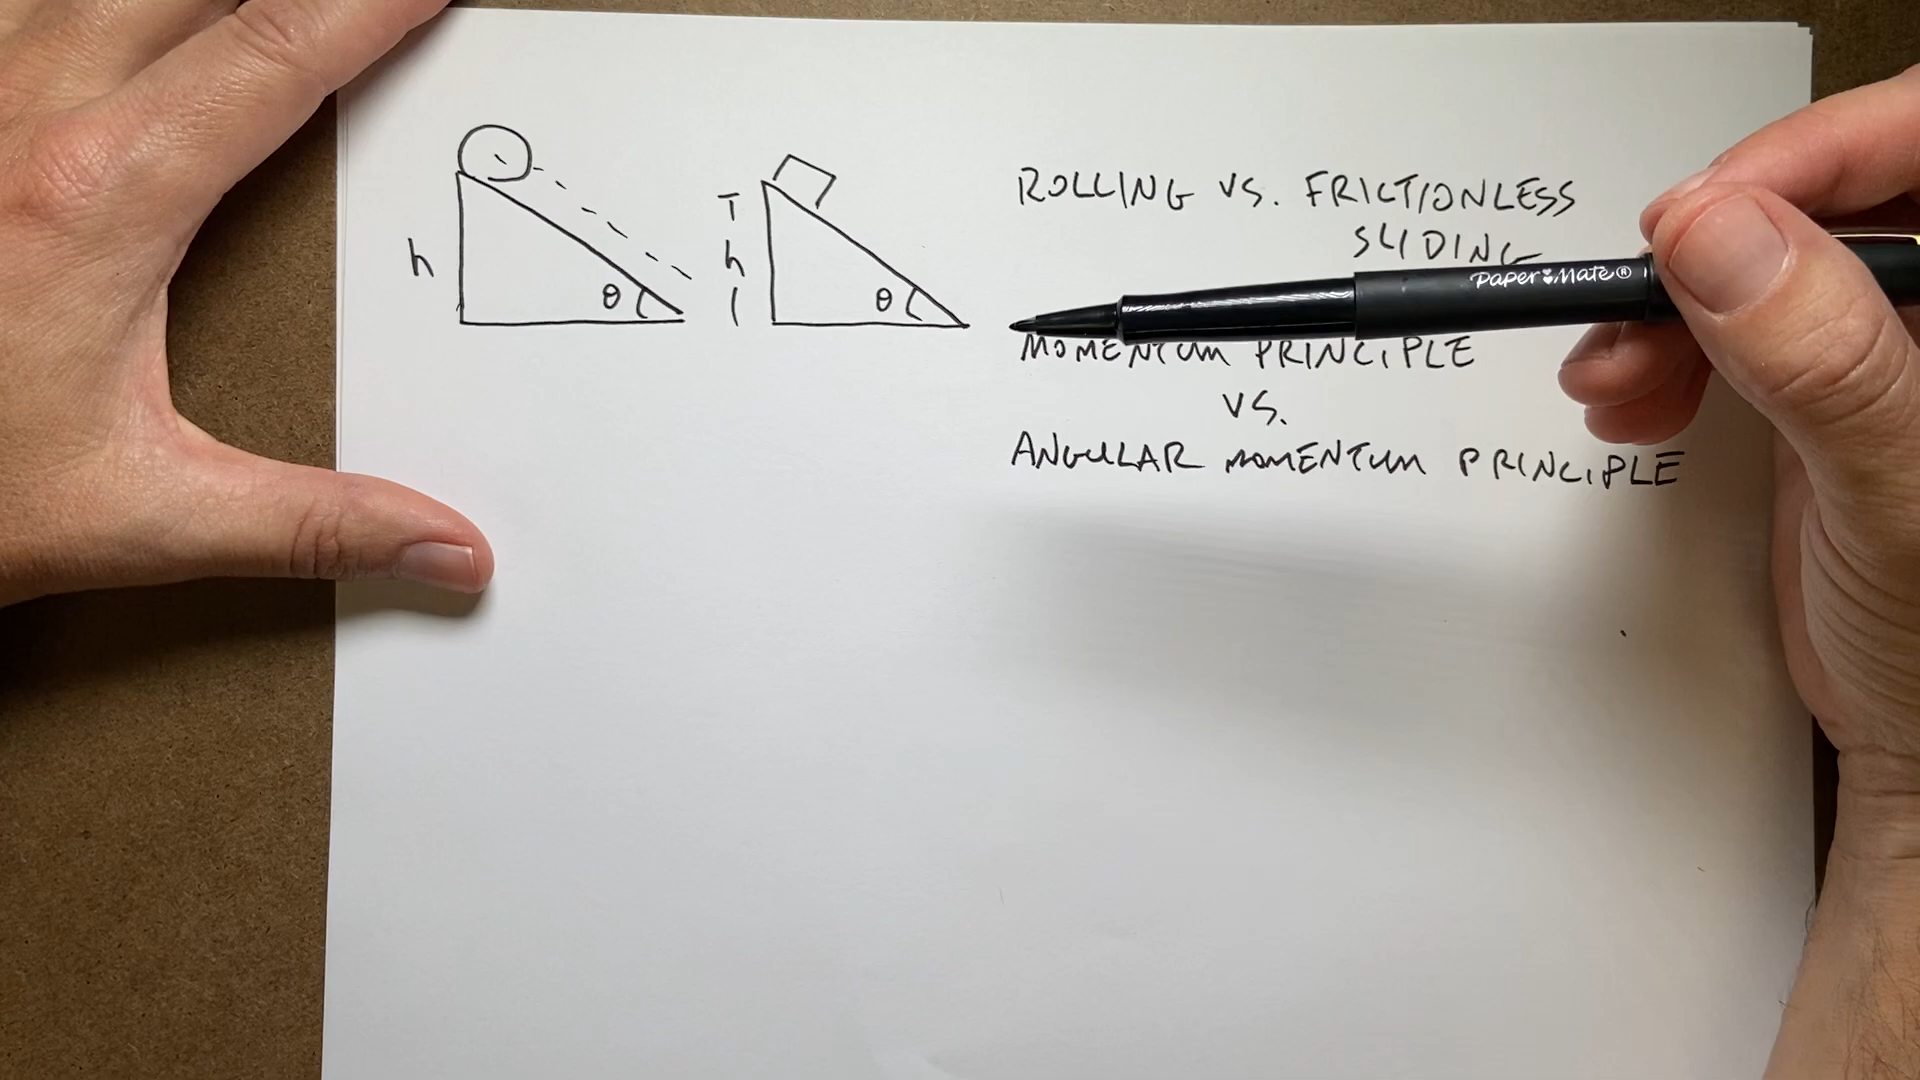 ROLLING VS. FRICTIONLESS
SLIDING
h
θ
T
h
θ
Paper Mate®
MOMENTUM PRINCIPLE
VS.
ANGULAR MOMENTUM PRINCIPLE